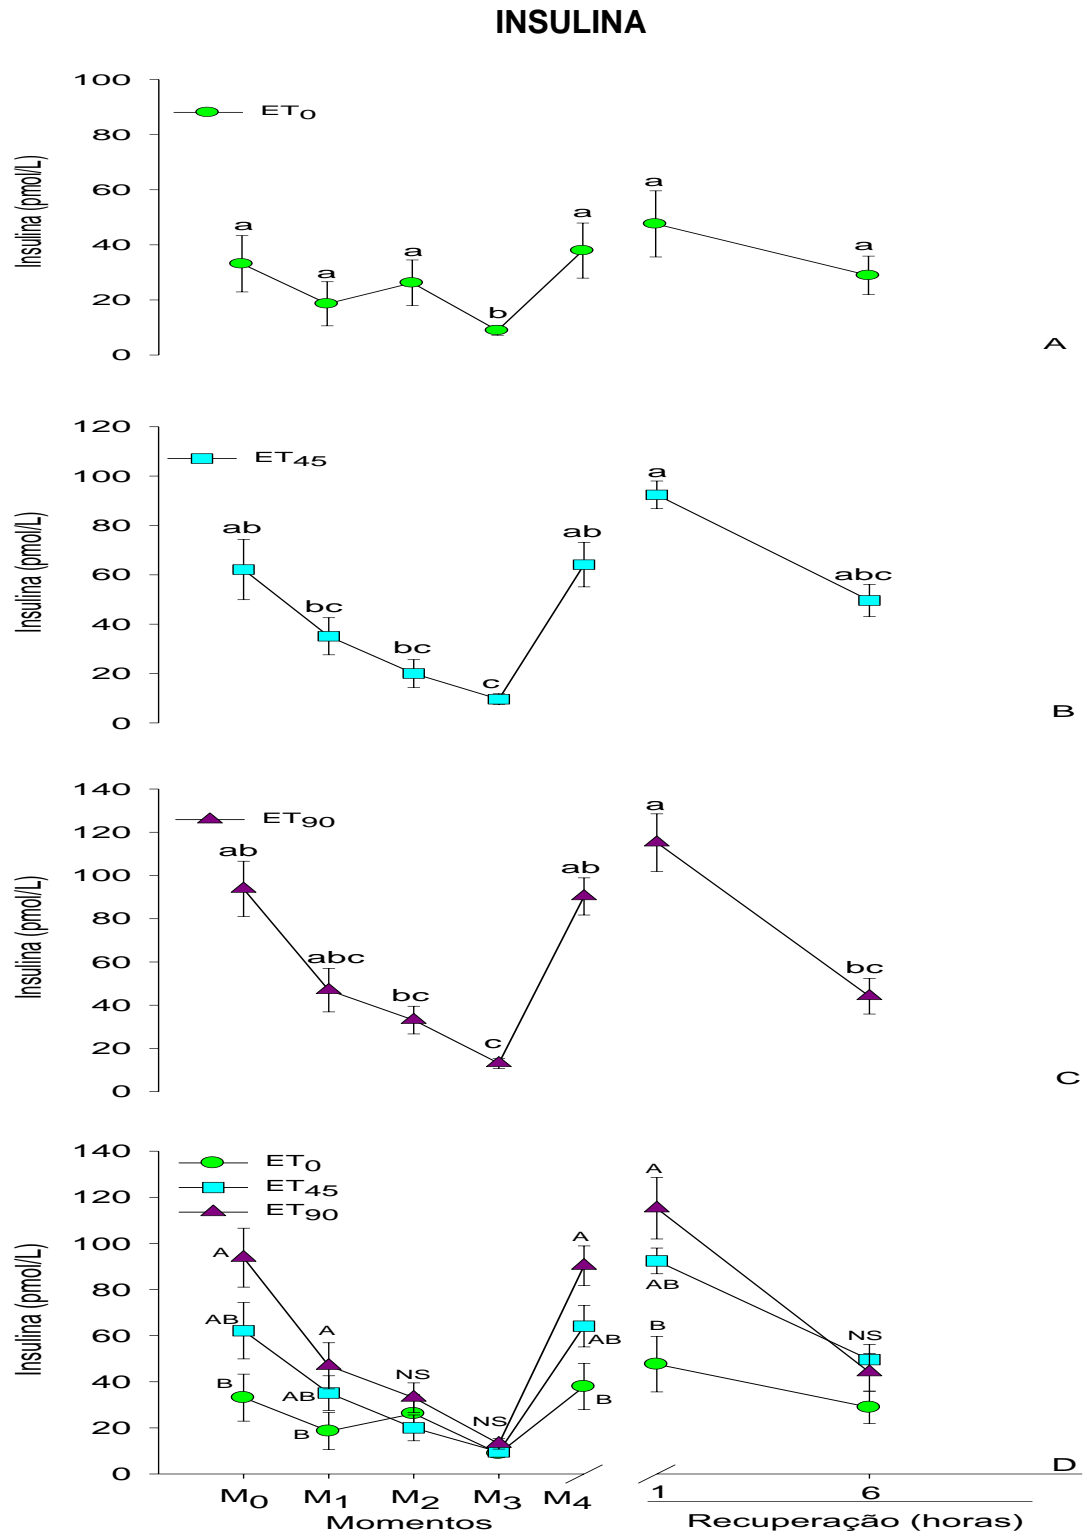 INSULINA
100
80
60
40
20
0
Insulina (pmol/L)
ET0
a
a
a
b
a
a
a
A
120
100
80
60
40
20
0
Insulina (pmol/L)
ET45
ab
bc
bc
c
ab
a
abc
B
140
120
100
80
60
40
20
0
Insulina (pmol/L)
ET90
ab
abc
bc
c
ab
a
bc
C
140
120
100
80
60
40
20
0
Insulina (pmol/L)
ET0
ET45
ET90
A
AB
B
A
AB
B
NS
NS
A
AB
B
A
AB
B
NS
D
M0 M1 M2 M3 M4 1 6
Momentos Recuperação (horas)